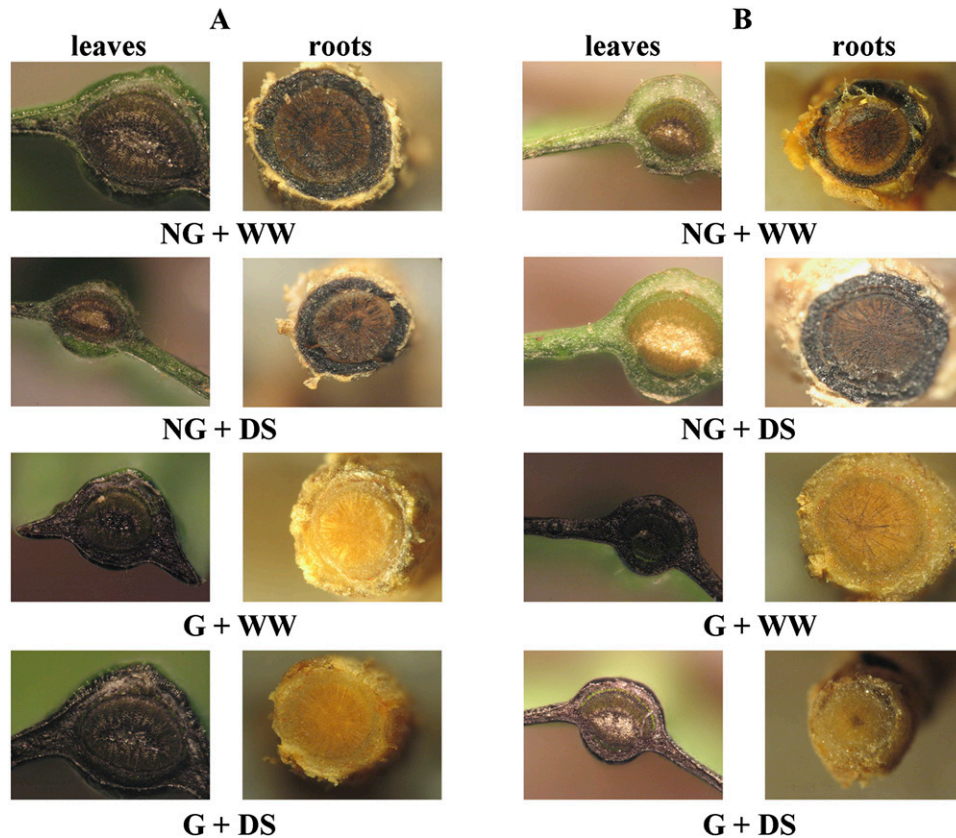 A
leaves roots
NG + WW
NG + DS
G + WW
G + DS
B
leaves roots
NG + WW
NG + DS
G + WW
G + DS